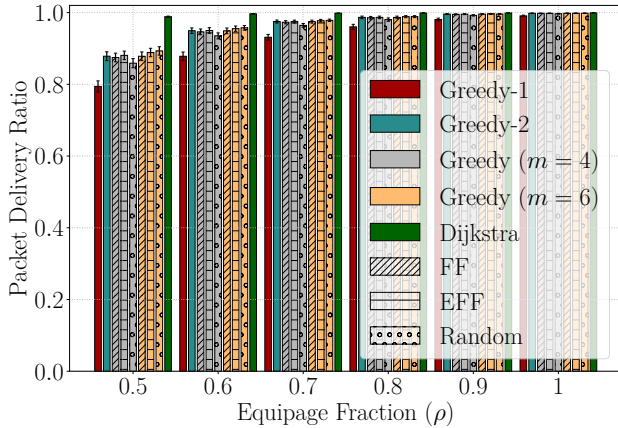 Packet Delivery Ratio
1.0
0.8
0.6
0.4
0.2
0.0
Greedy-1
Greedy-2
Greedy (m = 4)
Greedy (m = 6)
Dijkstra
FF
EFF
Random
0.5 0.6 0.7 0.8 0.9 1
Equipage Fraction (ρ)